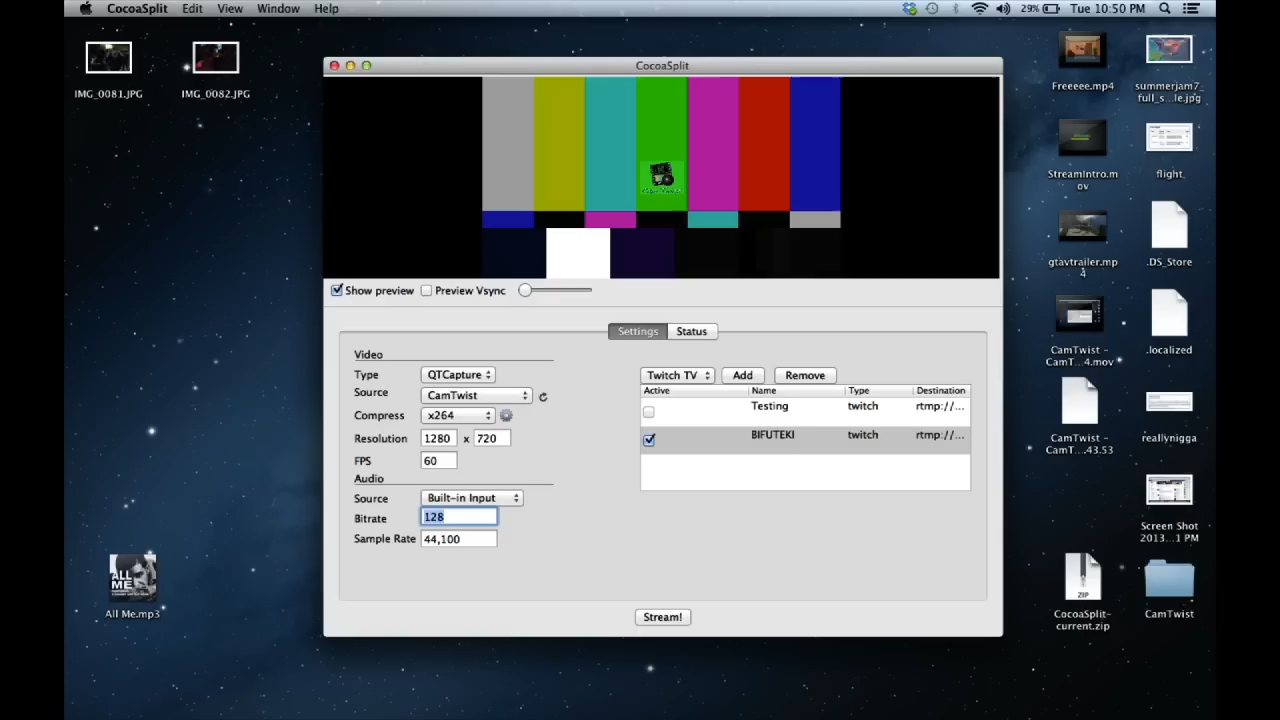 CocoaSplit Edit View Window Help
29% Tue 10:50 PM
IMG_0081.JPG
IMG_0082.JPG
All Me.mp3
CocoaSplit
Show preview
Preview Vsync
Settings
Status
Video
Type
QTCapture
Source
CamTwist
Compress
x264
Resolution
1280 x 720
FPS
60
Audio
Source
Built-in Input
Bitrate
128
Sample Rate
44,100
Twitch TV
Add
Remove
Active Name Type Destination
Testing twitch rtmp://...
BIFUTEKI twitch rtmp://...
Stream!
Freeeee.mp4
summerjam7_
full_s...le.jpg
StreamIntro.m
ov
flight
gtavtrailer.mp
4
.DS_Store
CamTwist -
CamT....4.mov
.localized
CamTwist -
CamT....43.53
reallynigga
Screen Shot
2013...1 PM
ZIP
CocoaSplit-
current.zip
CamTwist
ALL
ME